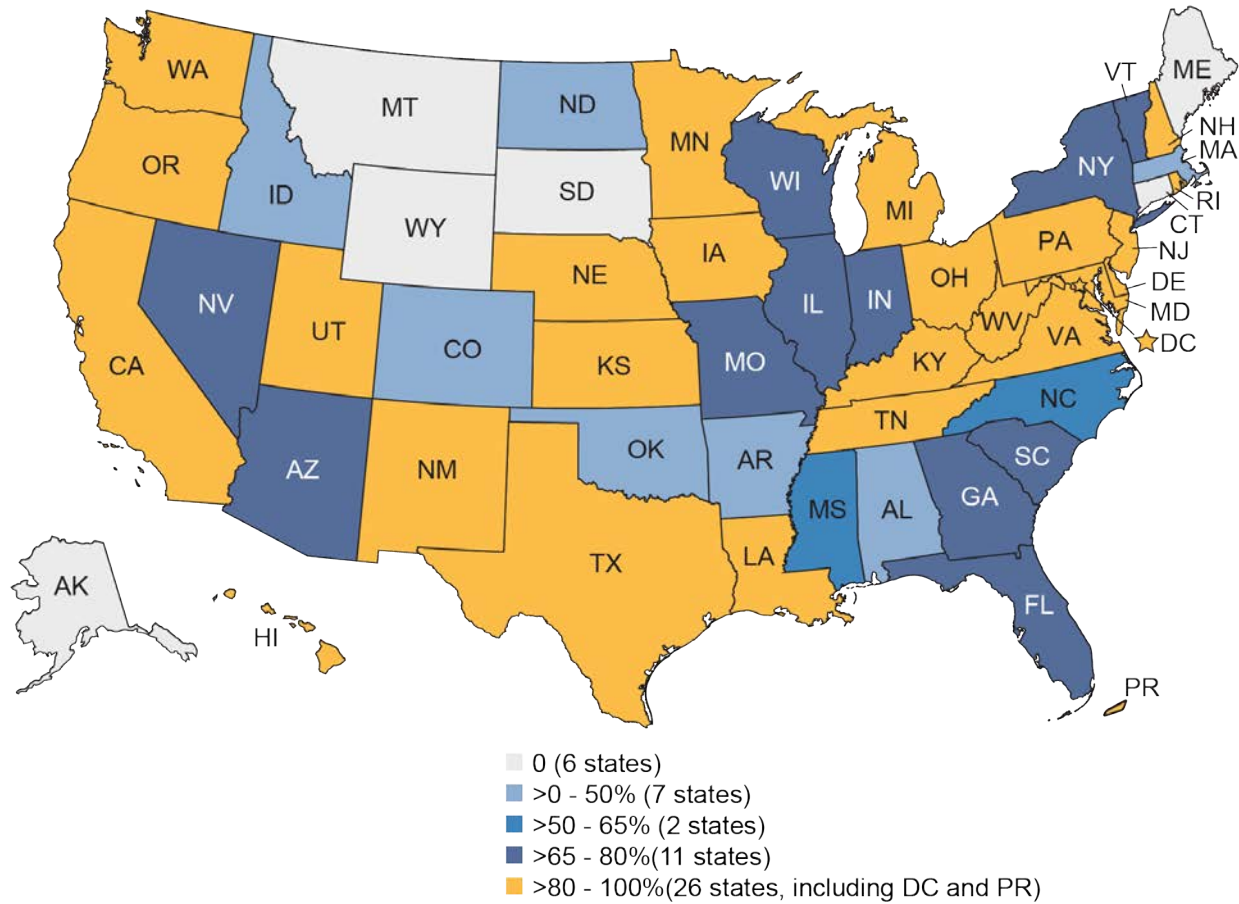 WA
MT
ND
MN
VT
ME
NH
MA
OR
ID
SD
WI
NY
RI
CT
WY
MI
IA
PA
NJ
NE
OH
DE
NV
IL
IN
MD
UT
CO
WV
VA
DC
CA
KS
MO
KY
NC
TN
AZ
NM
OK
AR
SC
MS
AL
GA
TX
LA
AK
FL
HI
PR
0 (6 states)
>0 - 50% (7 states)
>50 - 65% (2 states)
>65 - 80%(11 states)
>80 - 100%(26 states, including DC and PR)